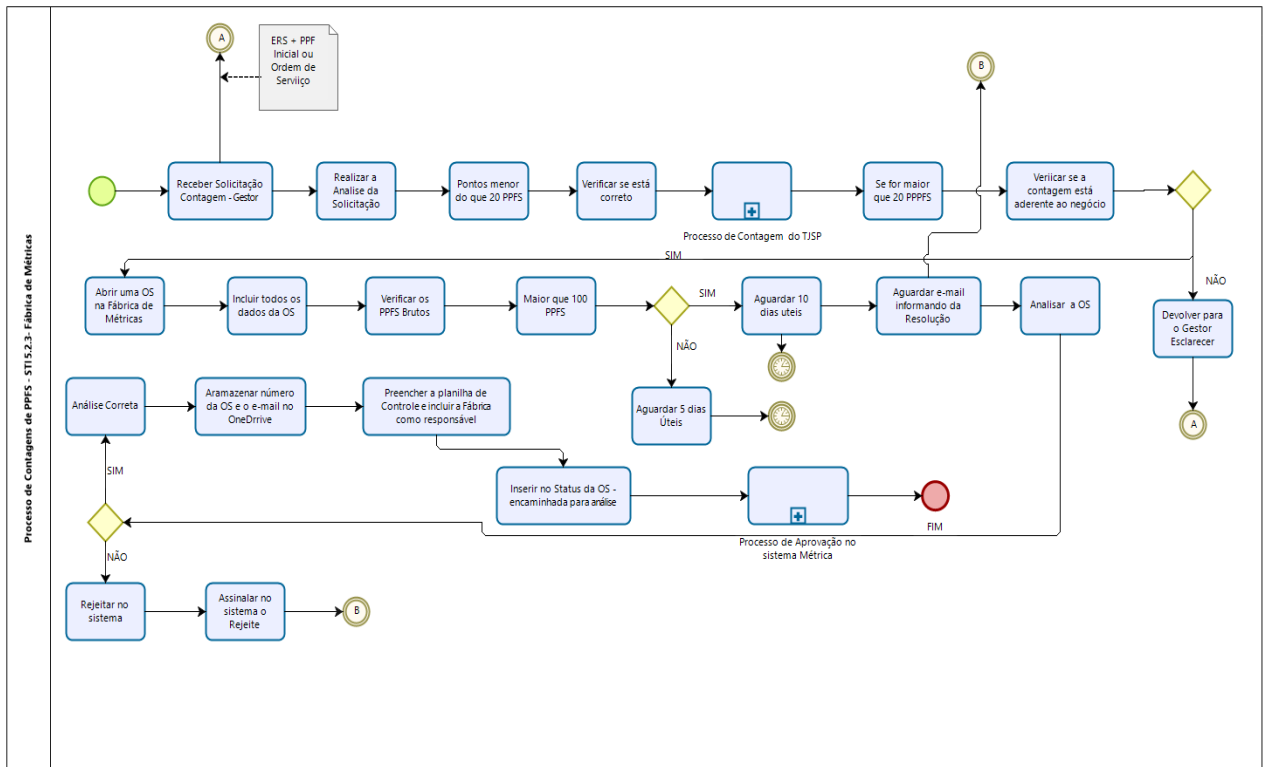 Processo de Contagens de PPFS - STI 5.2.3- Fábrica de Métricas
A
ERS + PPF
Inicial ou
Ordem de
Serviiço
B
Receber Solicitação
Contagem - Gestor
Realizar a
Analise da
Solicitação
Pontos menor
do que 20 PPFS
Verificar se está
correto
Processo de Contagem do TJSP
Se for maior
que 20 PPPFS
Veriicar se a
contagem está
aderente ao negócio
SIM
NÃO
Abrir uma OS
na Fábrica de
Métricas
Incluir todos os
dados da OS
Verificar os
PPFS Brutos
Maior que 100
PPFS
SIM
NÃO
Aguardar 10
dias uteis
Aguardar e-mail
informando da
Resolução
Analisar a OS
Devolver para
o Gestor
Esclarecer
A
Análise Correta
Aramazenar número
da OS e o e-mail no
OneDrrive
Preencher a planilha de
Controle e incluir a Fábrica
como responsável
Aguardar 5 dias
Úteis
SIM
Inserir no Status da OS -
encaminhada para análise
Processo de Aprovação no
sistema Métrica
FIM
NÃO
Rejeitar no
sistema
Assinalar no
sistema o
Rejeite
B